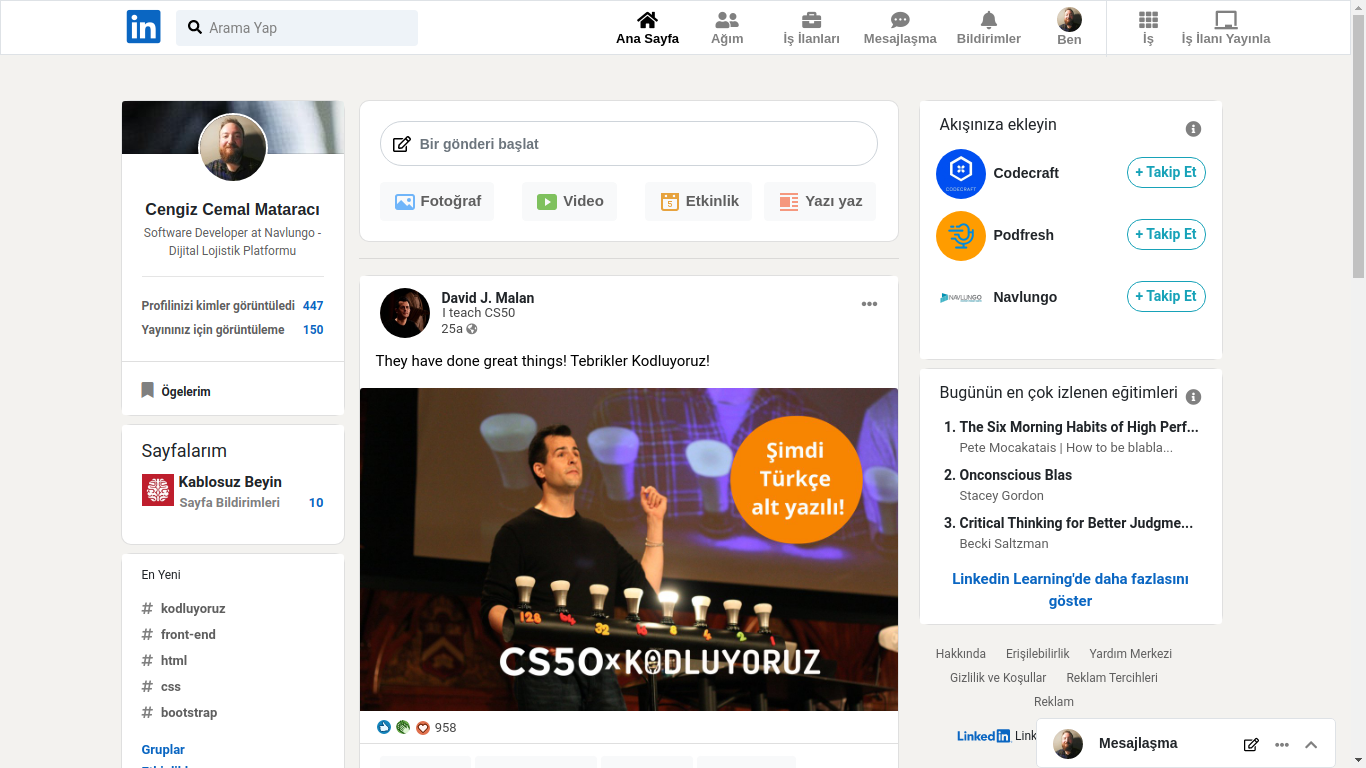 in
Arama Yap
Ana Sayfa
Ağım
İş İlanları
Mesajlaşma
Bildirimler
Ben
İş
İş İlanı Yayınla
Cengiz Cemal Mataracı
Software Developer at Navlungo -
Dijital Lojistik Platformu
Profilinizi kimler görüntüledi 447
Yayınınız için görüntüleme 150
Ögelerim
Sayfalarım
Kablosuz Beyin
Sayfa Bildirimleri 10
En Yeni
# kodluyoruz
# front-end
# html
# css
# bootstrap
Gruplar
Bir gönderi başlat
Fotoğraf
Video
5 Etkinlik
Yazı yaz
David J. Malan
I teach CS50
25a
They have done great things! Tebrikler Kodluyoruz!
Şimdi
Türkçe
alt yazılı!
128 64 32 16 8 4 2 1
CS50x KODLUYORUZ
958
Akışınıza ekleyin
CODECRAFT
Codecraft
+ Takip Et
Podfresh
+ Takip Et
NAVLUNGO
Navlungo
+ Takip Et
Bugünün en çok izlenen eğitimleri
1. The Six Morning Habits of High Perf...
Pete Mocakatais | How to be blabla...
2. Onconscious Blas
Stacey Gordon
3. Critical Thinking for Better Judgme...
Becki Saltzman
Linkedin Learning'de daha fazlasını
göster
Hakkında Erişilebilirlik Yardım Merkezi
Gizlilik ve Koşullar Reklam Tercihleri
Reklam
Linked in Link
Mesajlaşma